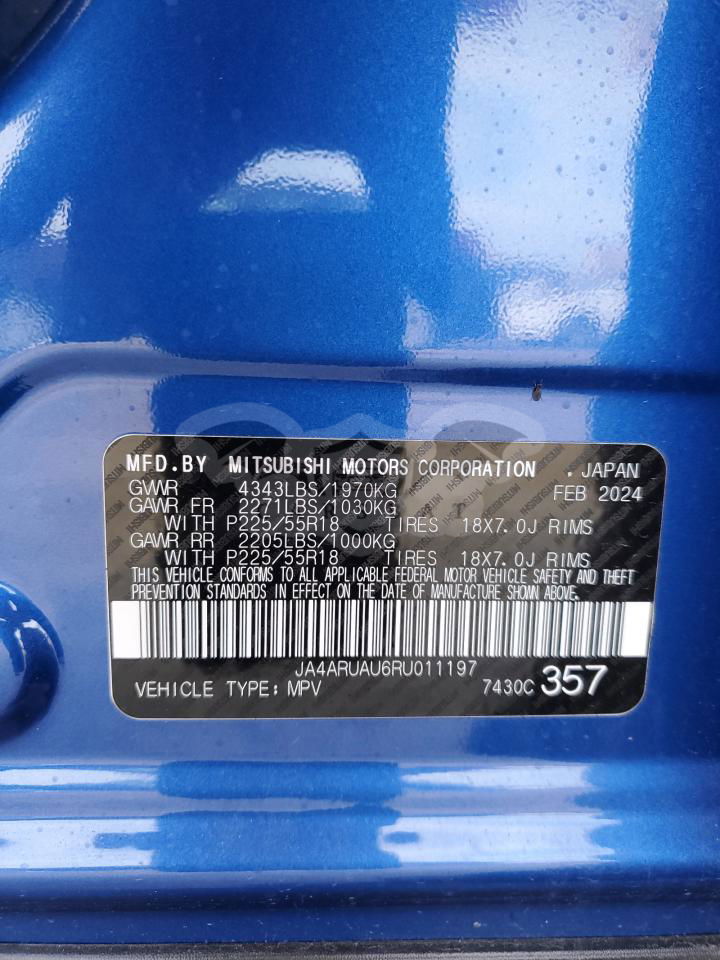 MFD.BY MITSUBISHI MOTORS CORPORATION . JAPAN
GVWR 4343LBS/1970KG FEB 2024
GAWR FR 2271LBS/1030KG T
WITH P225/55R18 TIRES 18X7.0J RIMS
GAWR RR 2205LBS/1000KG
WITH P225/55R18 TIRES 18X7.0J RIMS
THIS VEHICLE CONFORMS TO ALL APPLICABLE FEDERAL MOTOR VEHICLE SAFETY AND THEFT
PREVENTION STANDARDS IN EFFECT ON THE DATE OF MANUFACTURE SHOWN ABOVE.
JA4ARUAU6RU011197
VEHICLE TYPE: MPV 7430C 357